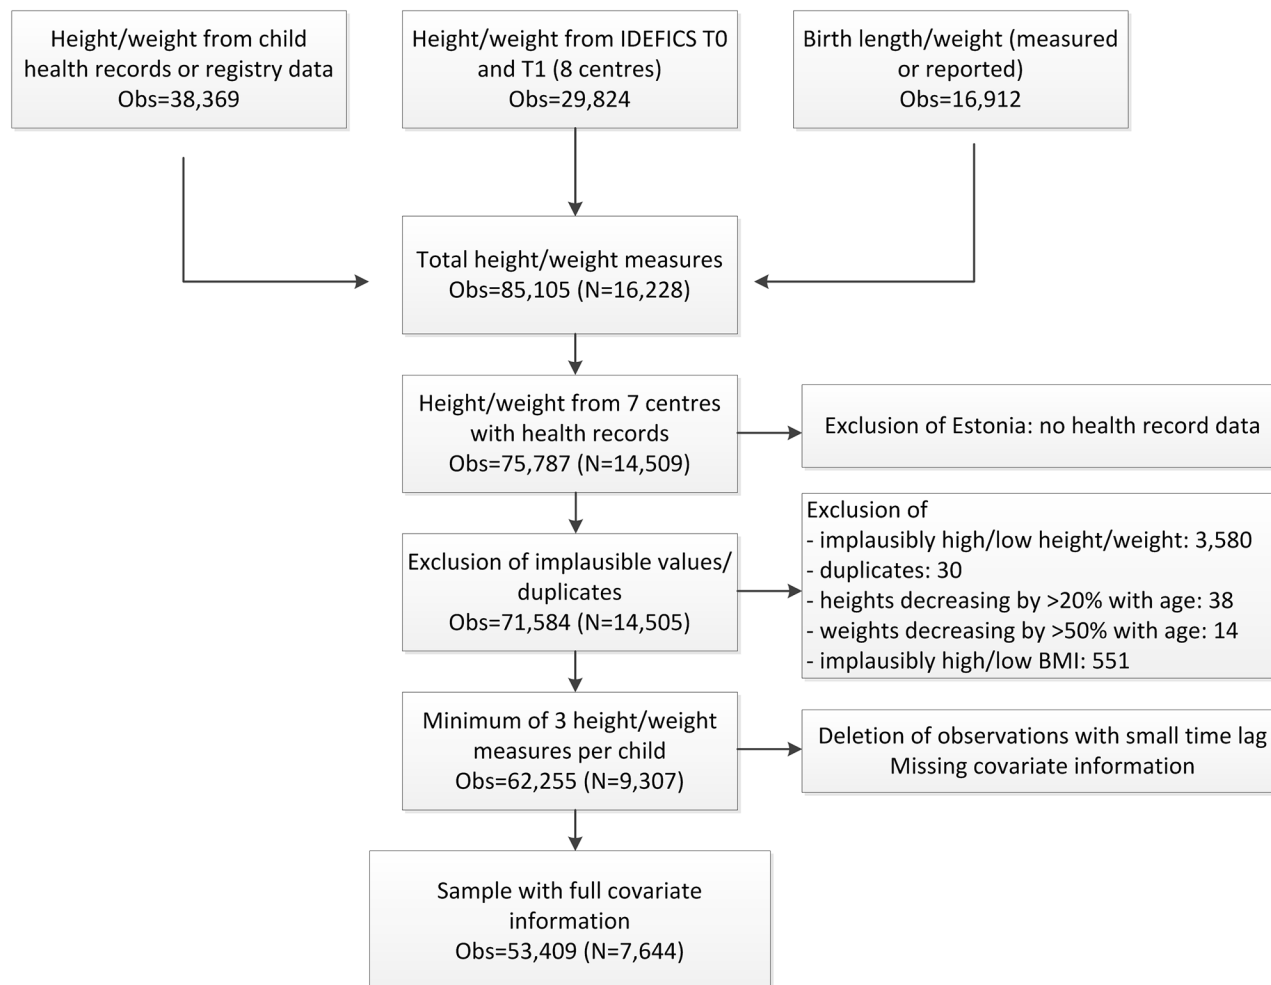 Height/weight from child
health records or registry data
Obs=38,369
Height/weight from IDEFICS T0
and T1 (8 centres)
Obs=29,824
Birth length/weight (measured
or reported)
Obs=16,912
Total height/weight measures
Obs=85,105 (N=16,228)
Height/weight from 7 centres
with health records
Obs=75,787 (N=14,509)
Exclusion of Estonia: no health record data
Exclusion of implausible values/
duplicates
Obs=71,584 (N=14,505)
Exclusion of
- implausibly high/low height/weight: 3,580
- duplicates: 30
- heights decreasing by >20% with age: 38
- weights decreasing by >50% with age: 14
- implausibly high/low BMI: 551
Minimum of 3 height/weight
measures per child
Obs=62,255 (N=9,307)
Deletion of observations with small time lag
Missing covariate information
Sample with full covariate
information
Obs=53,409 (N=7,644)